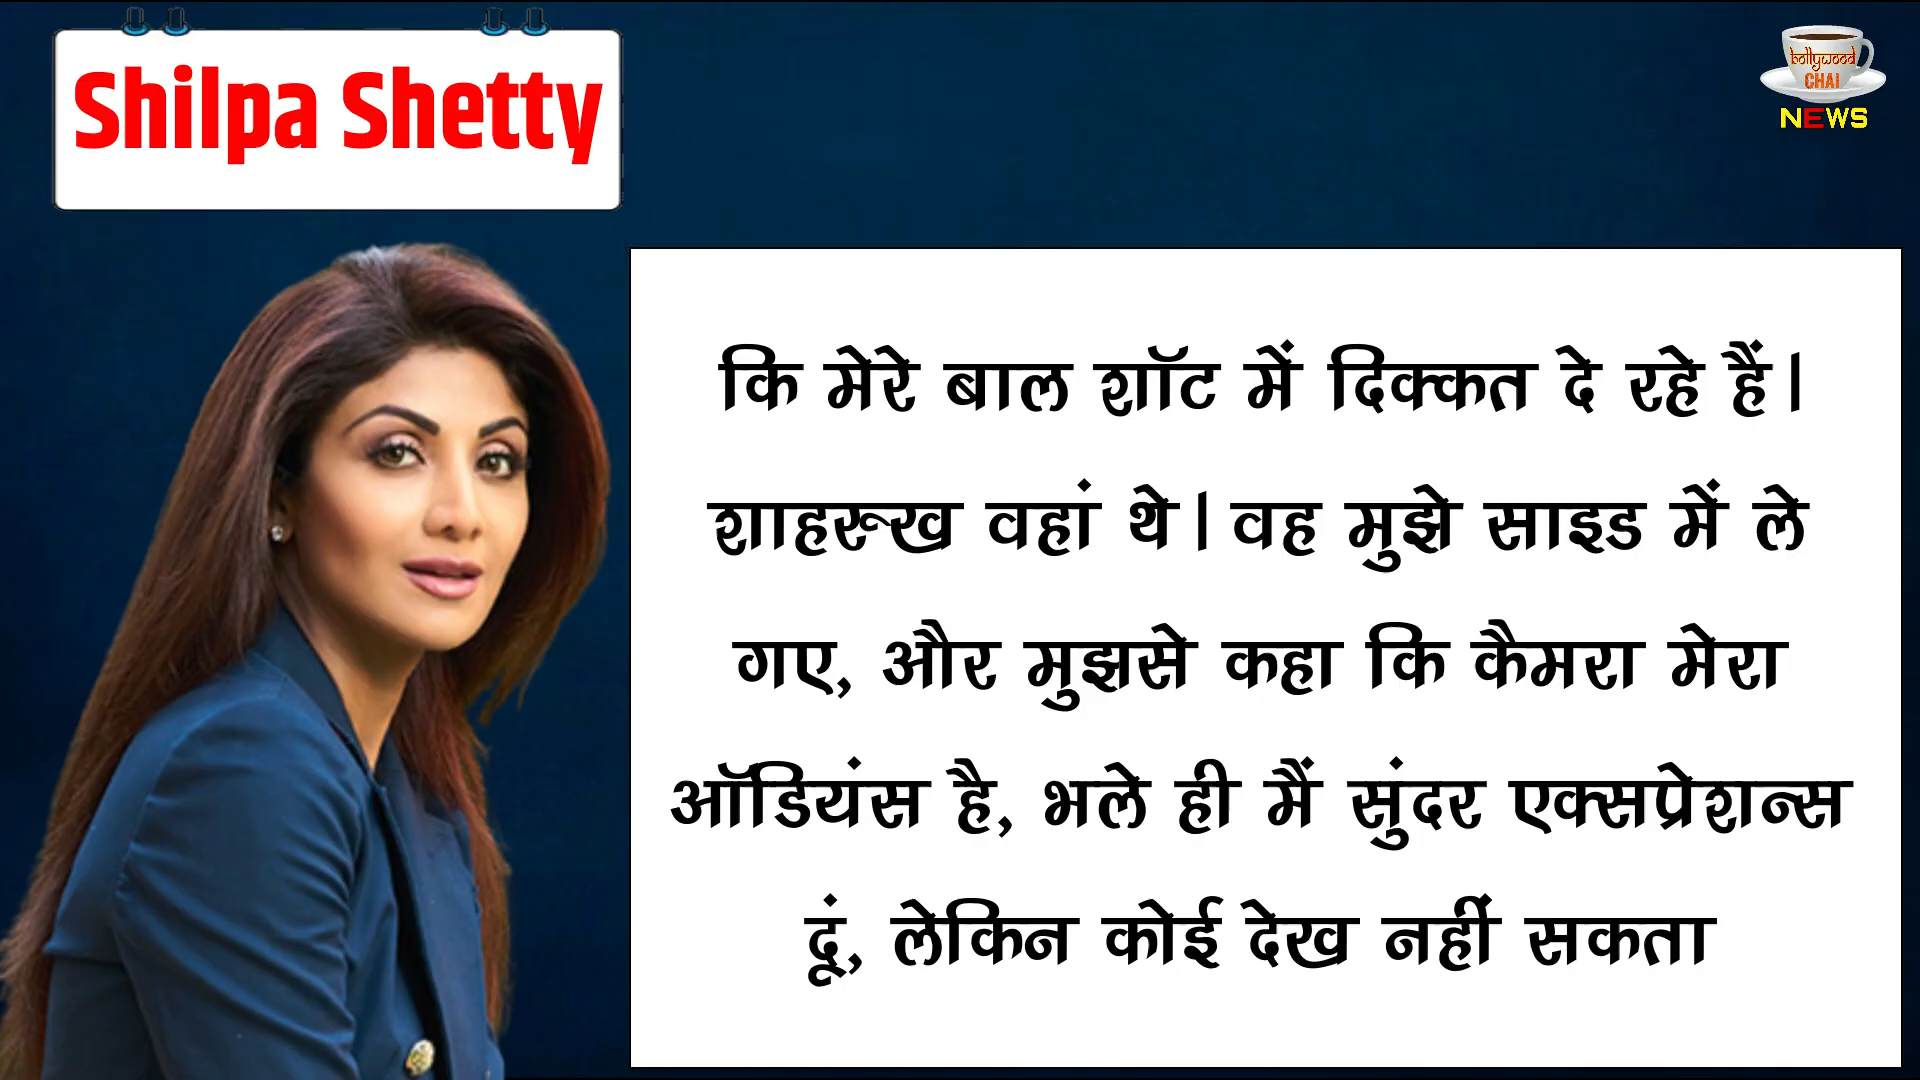 Shilpa Shetty
bollywood
CHAI
NEWS
कि मेरे बाल शॉट में दिक्कत दे रहे हैं।
शाहरूख वहां थे। वह मुझे साइड में ले
गए, और मुझसे कहा कि कैमरा मेरा
ऑडियंस है, भले ही मैं सुंदर एक्सप्रेशन्स
दूं, लेकिन कोई देख नहीं सकता